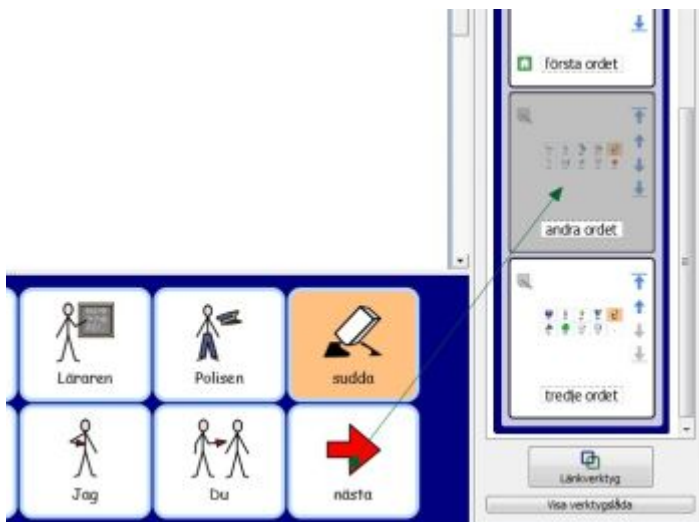 första ordet
andra ordet
tredje ordet
Läraren
Polisen
sudda
Jag
Du
nästa
Länkverktyg
Visa verktygslåda